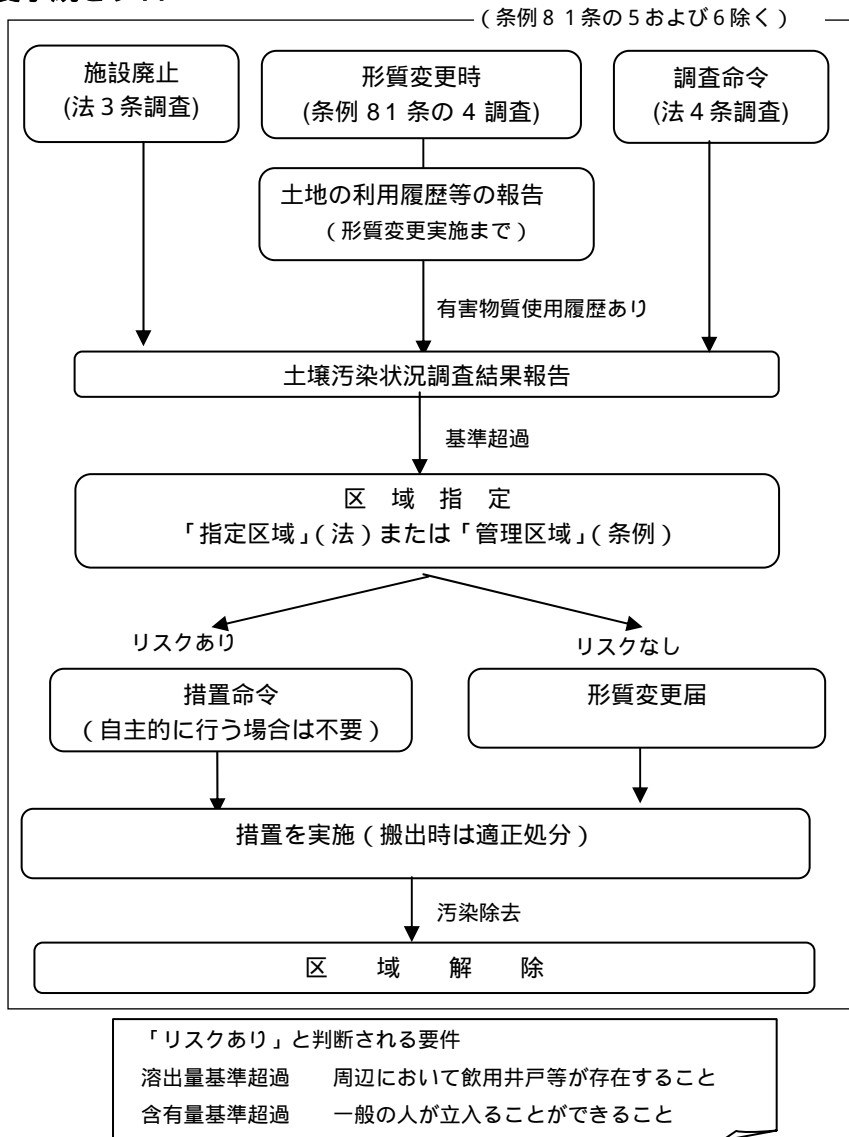 (条例81条の5および6除く)
施設廃止
(法3条調査)
形質変更時
(条例81条の4調査)
調査命令
(法4条調査)
土地の利用履歴等の報告
(形質変更実施まで)
有害物質使用履歴あり
土壌汚染状況調査結果報告
基準超過
区 域 指 定
「指定区域」(法)または「管理区域」(条例)
リスクあり
リスクなし
措置命令
(自主的に行う場合は不要)
形質変更届
措置を実施(搬出時は適正処分)
汚染除去
区 域 解 除
「リスクあり」と判断される要件
溶出量基準超過 周辺において飲用井戸等が存在すること
含有量基準超過 一般の人が立入ることができること